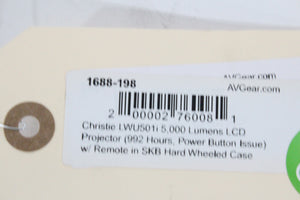 AVGear.com
1688-198
AVGear.com
2 00002 76008 1
Christie LWU501i 5,000 Lumens LCD
Projector (992 Hours, Power Button Issue)
w/ Remote in SKB Hard Wheeled Case